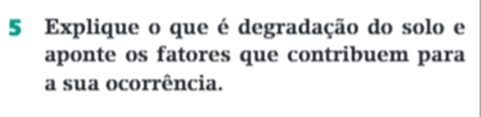 5 Explique o que é degradação do solo e
aponte os fatores que contribuem para
a sua ocorrência.